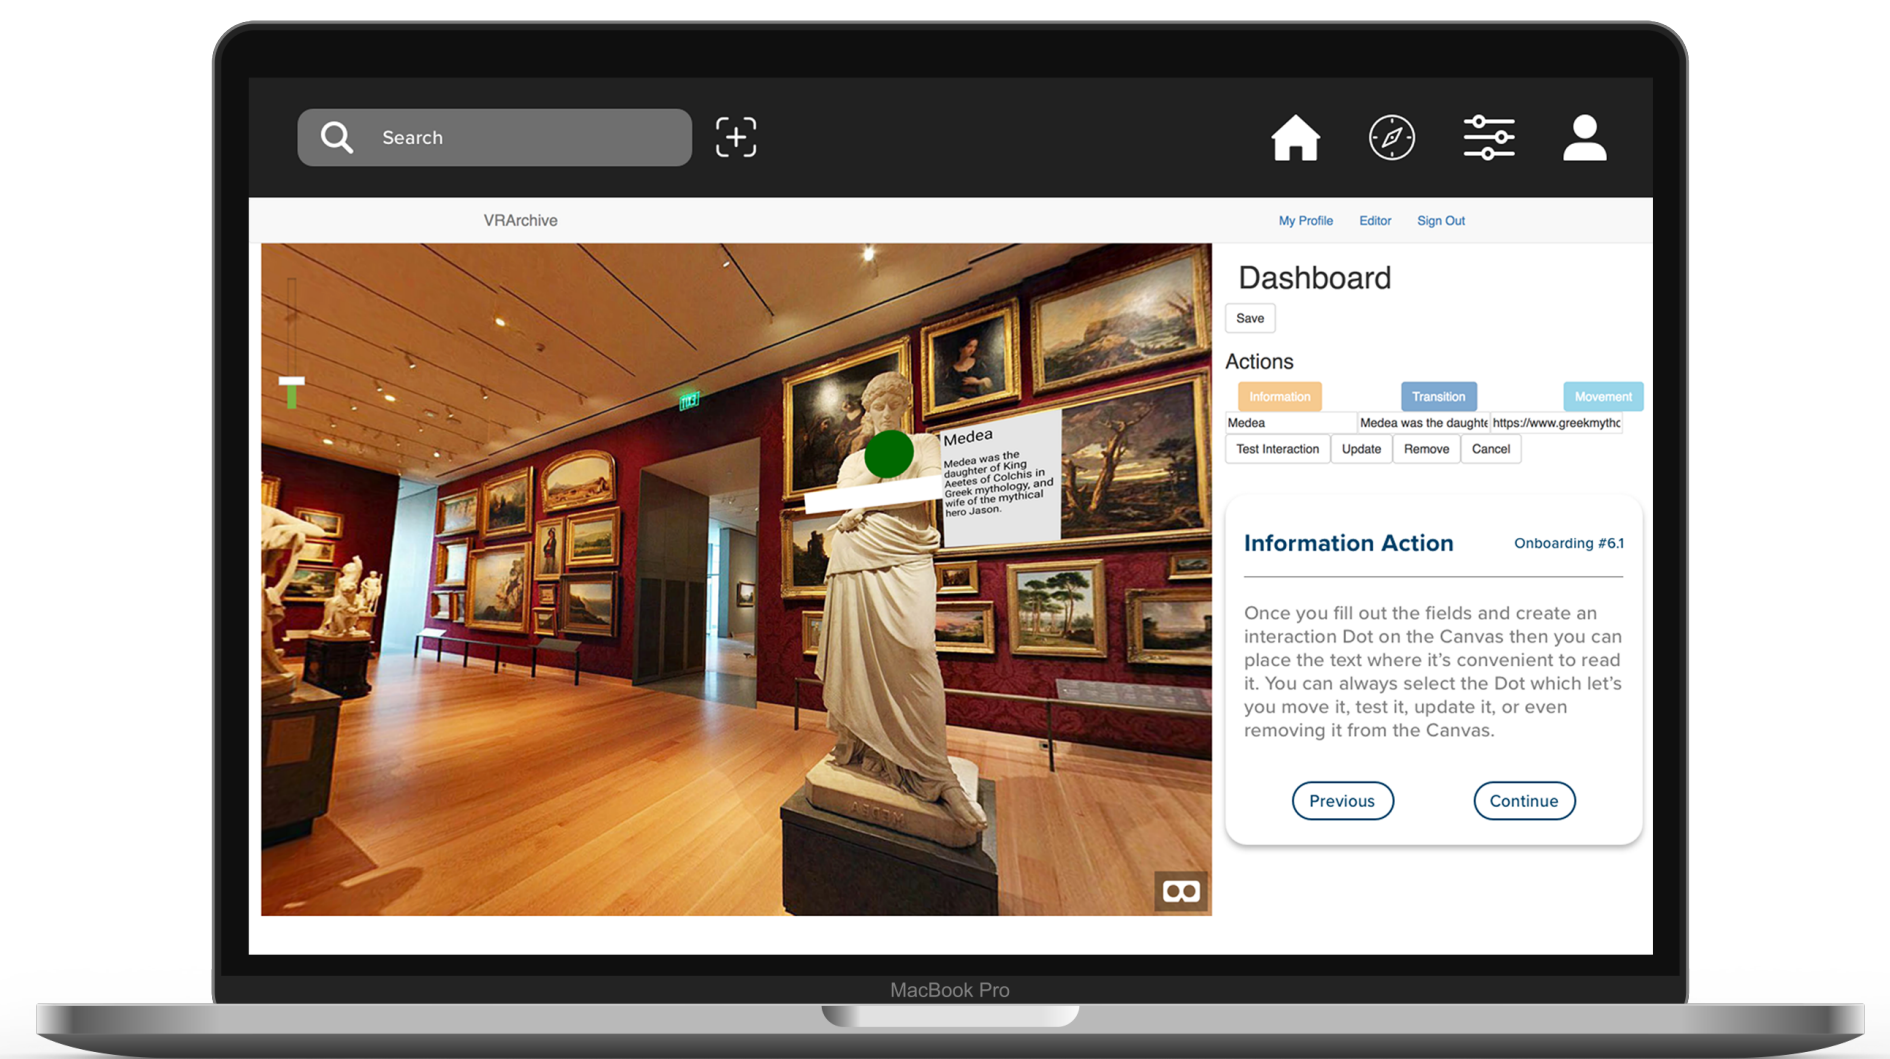 Search
VRArchive
My Profile
Editor
Sign Out
Dashboard
Save
Actions
Information
Transition
Movement
Medea
Medea was the daughte
https://www.greekmythc
Test Interaction
Update
Remove
Cancel
Medea
Medea was the
daughter of King
Aeetes of Colchis in
Greek mythology, and
wife of the mythical
hero Jason.
MEDEA
Information Action
Onboarding #6.1
Once you fill out the fields and create an
interaction Dot on the Canvas then you can
place the text where it's convenient to read
it. You can always select the Dot which let's
you move it, test it, update it, or even
removing it from the Canvas.
Previous
Continue
MacBook Pro